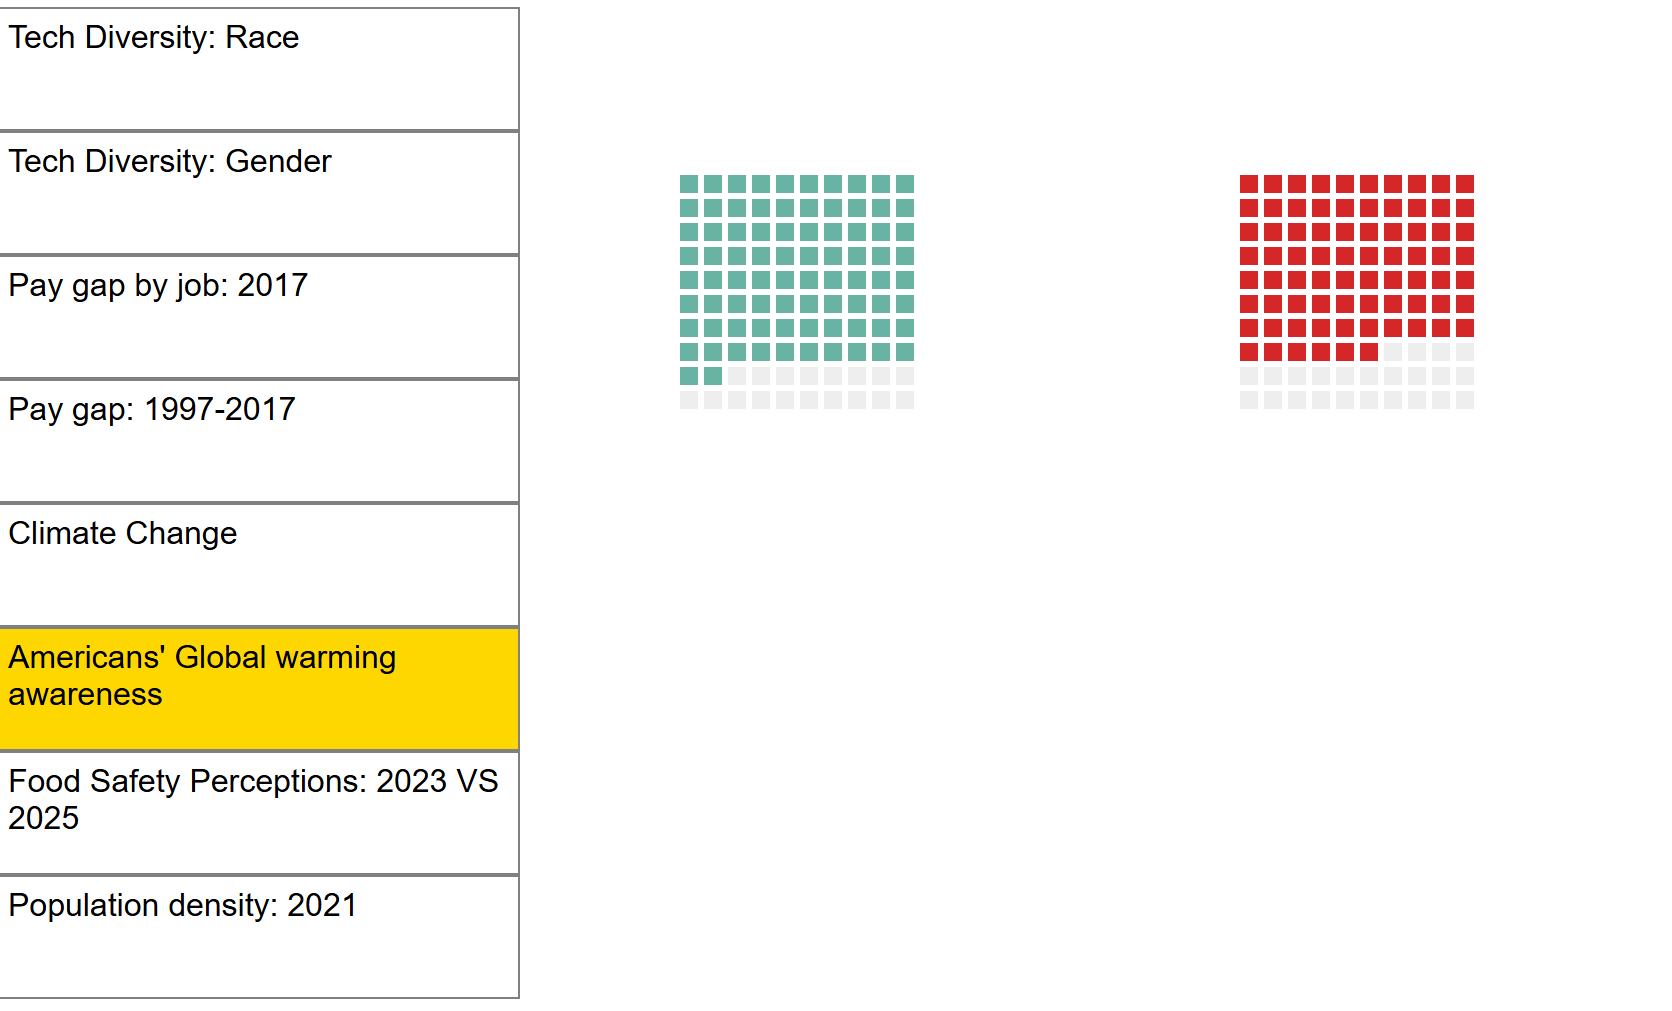 Tech Diversity: Race
Tech Diversity: Gender
Pay gap by job: 2017
Pay gap: 1997-2017
Climate Change
Americans' Global warming
awareness
Food Safety Perceptions: 2023 VS
2025
Population density: 2021